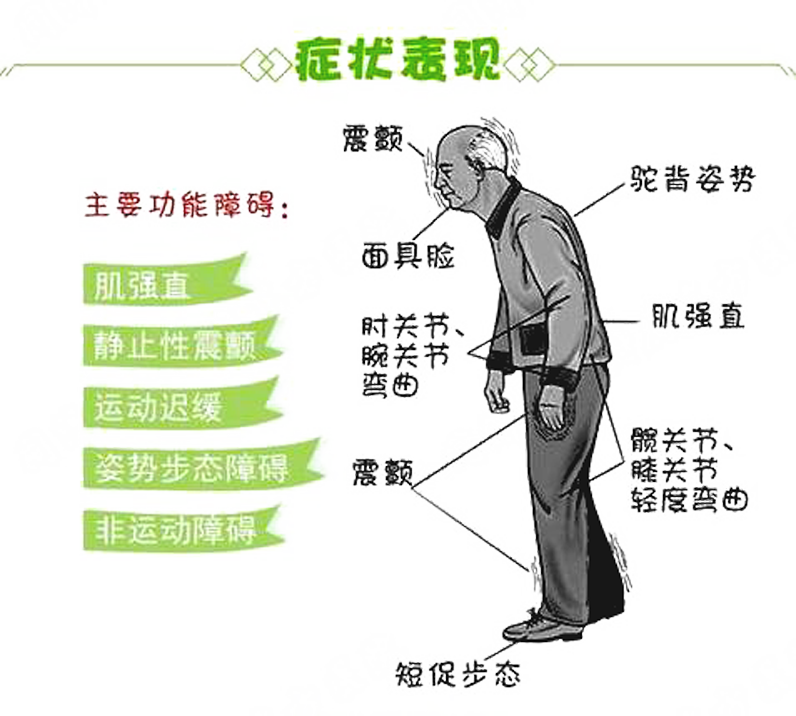 症状表现
震颤
驼背姿势
主要功能障碍:
面具脸
肌强直
静止性震颤
运动迟缓
姿势步态障碍
非运动障碍
肌强直
肘关节、
腕关节
弯曲
髋关节、
膝关节
轻度弯曲
震颤
短促步态